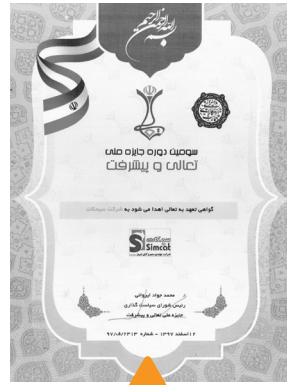 بسم الله الرحمن الرحیم
سومین دوره جایزه ملی
تعالی و پیشرفت
گواهی تعهد به تعالی اهدا می شود به شرکت سیمکات
سیمکات
Simcat
محمد جواد ایروانی
رئیس شورای سیاست گذاری
جایزه ملی تعالی و پیشرفت
۱۲ اسفند ۱۳۹۷ - شماره ۹۷/۰۸/۲۳۱۳